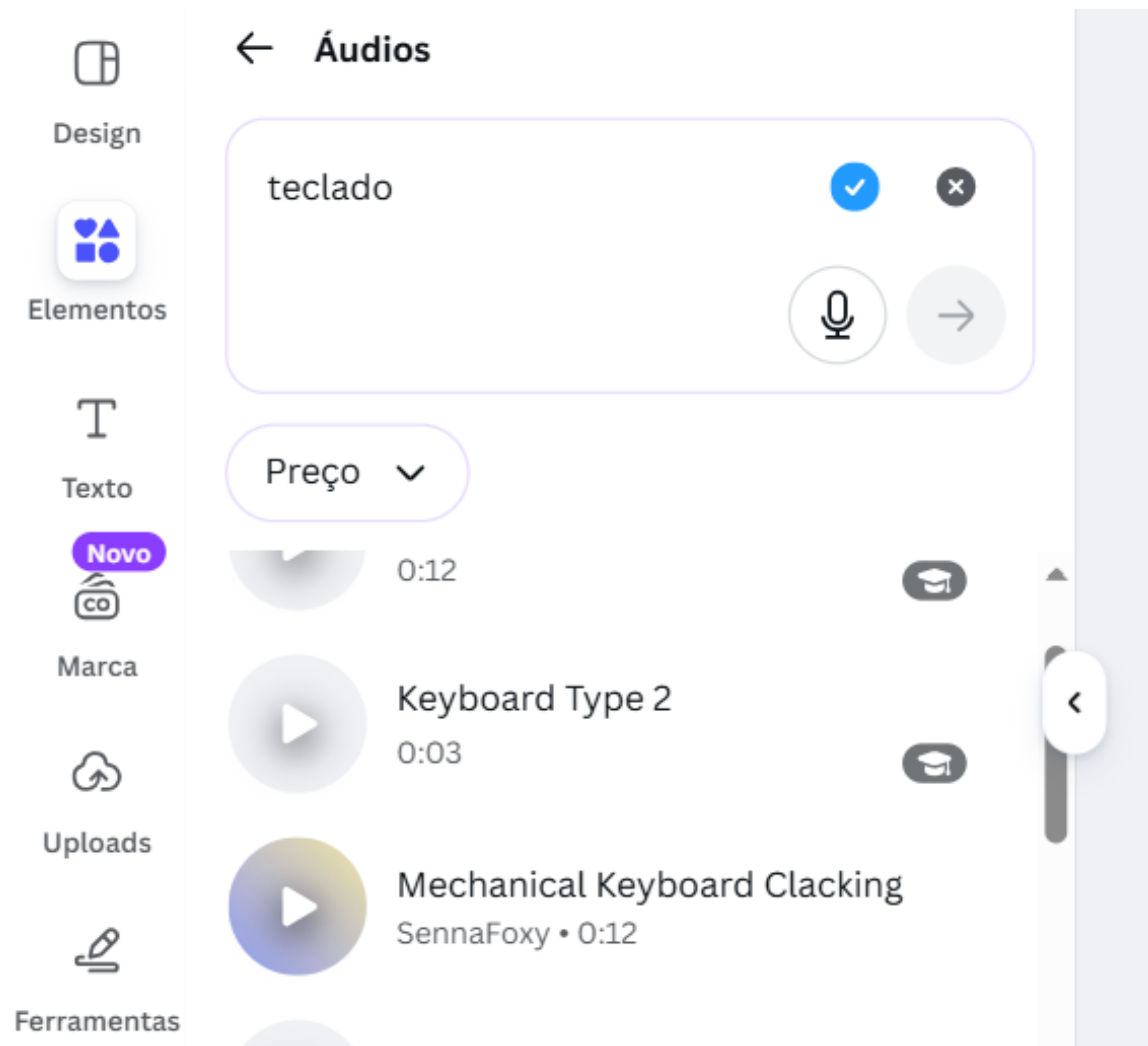 Áudios
Design
teclado
Elementos
Preço
Texto
Novo
CO
0:12
Marca
Keyboard Type 2
0:03
Uploads
Mechanical Keyboard Clacking
SennaFoxy • 0:12
Ferramentas